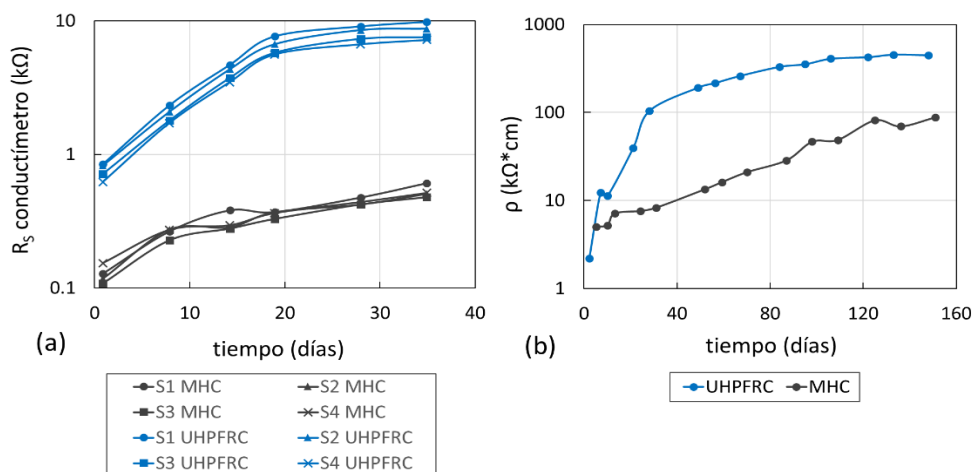 10
1
0.1
R_S conductímetro (kΩ)
0 10 20 30 40
tiempo (días)
(a)
S1 MHC S2 MHC
S3 MHC S4 MHC
S1 UHPFRC S2 UHPFRC
S3 UHPFRC S4 UHPFRC
1000
100
10
1
ρ (kΩ*cm)
0 40 80 120 160
tiempo (días)
(b)
UHPFRC MHC